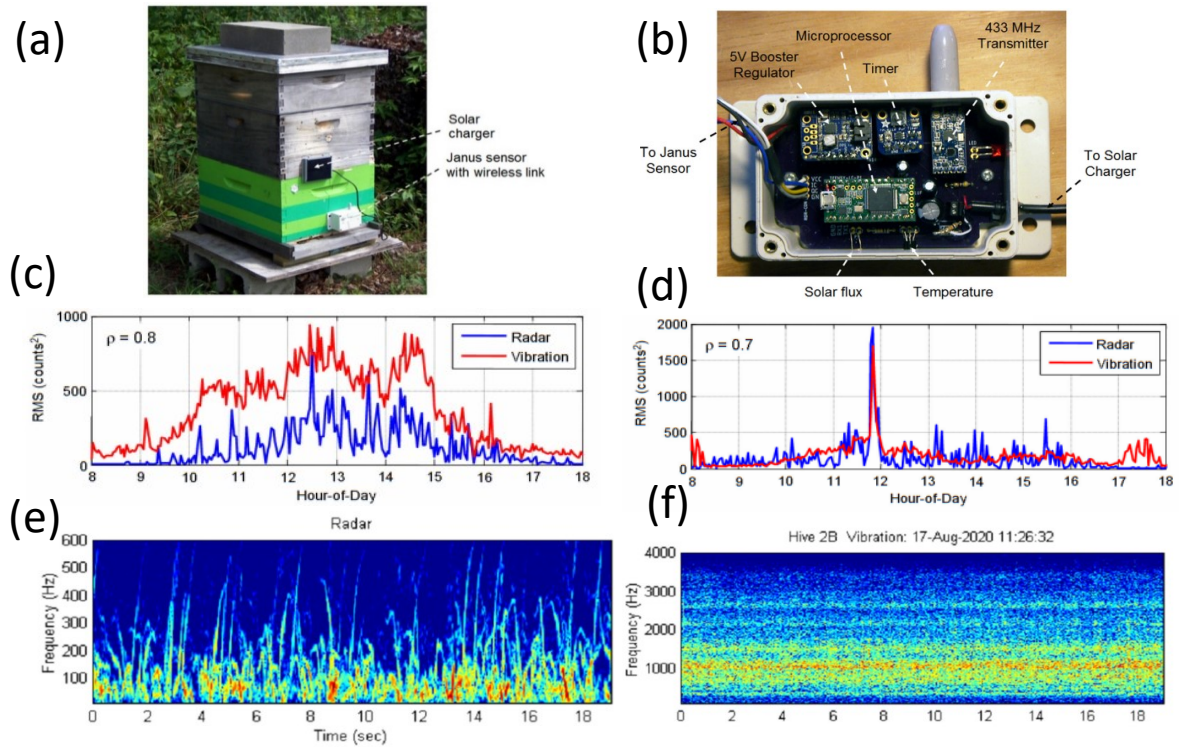 (a)
Solar
charger
Janus sensor
with wireless link
(b)
Microprocessor
5V Booster
Regulator
Timer
433 MHz
Transmitter
To Janus
Sensor
To Solar
Charger
Solar flux
Temperature
LED
VCC
(c)
ρ = 0.8
Radar
Vibration
RMS (counts²)
1000
500
0
8 9 10 11 12 13 14 15 16 17 18
Hour-of-Day
(d)
ρ = 0.7
Radar
Vibration
RMS (counts²)
2000
1500
1000
500
0
8 9 10 11 12 13 14 15 16 17 18
Hour-of-Day
(e)
Radar
Frequency (Hz)
600
500
400
300
200
100
0 2 4 6 8 10 12 14 16 18
Time (sec)
(f)
Hive 2B Vibration: 17-Aug-2020 11:26:32
Frequency (Hz)
4000
3000
2000
1000
0 2 4 6 8 10 12 14 16 18